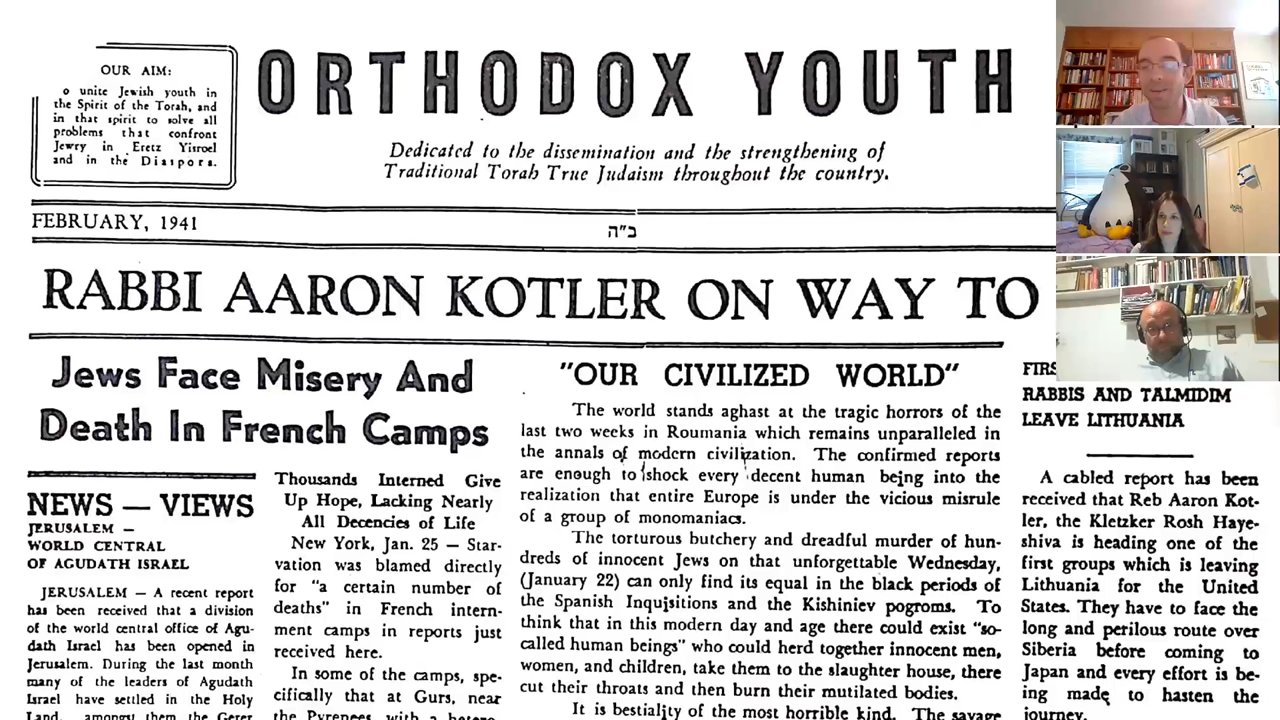 OUR AIM:
o unite Jewish youth in
the Spirit of the Torah, and
in that spirit to solve all
problems that confront
Jewry in Eretz Yisroel
and in the Diaspora.
ORTHODOX YOUTH
Dedicated to the dissemination and the strengthening of
Traditional Torah True Judaism throughout the country.
FEBRUARY, 1941
ב"ה
RABBI AARON KOTLER ON WAY TO
Jews Face Misery And
Death In French Camps
NEWS — VIEWS
JERUSALEM —
WORLD CENTRAL
OF AGUDATH ISRAEL
JERUSALEM — A recent report
has been received that a division
of the world central office of Agu-
dath Israel has been opened in
Jerusalem. During the last month
many of the leaders of Agudath
Israel have settled in the Holy
Land, amongst them the Gerer
Thousands Interned Give
Up Hope, Lacking Nearly
All Decencies of Life
New York, Jan. 25 — Star-
vation was blamed directly
for "a certain number of
deaths" in French intern-
ment camps in reports just
received here.
In some of the camps, spe-
cifically that at Gurs, near
the Pyrenees, with a hetero-
"OUR CIVILIZED WORLD"
The world stands aghast at the tragic horrors of the
last two weeks in Roumania which remains unparalleled in
the annals of modern civilization. The confirmed reports
are enough to shock every decent human being into the
realization that entire Europe is under the vicious misrule
of a group of monomaniacs.
The torturous butchery and dreadful murder of hun-
dreds of innocent Jews on that unforgettable Wednesday,
(January 22) can only find its equal in the black periods of
the Spanish Inquisitions and the Kishiniev pogroms. To
think that in this modern day and age there could exist "so-
called human beings" who could herd together innocent men,
women, and children, take them to the slaughter house, there
cut their throats and then burn their mutilated bodies.
It is bestiality of the most horrible kind. The savage
FIRS
RABBIS AND TALMIDIM
LEAVE LITHUANIA
A cabled report has been
received that Reb Aaron Kot-
ler, the Kletzker Rosh Haye-
shiva is heading one of the
first groups which is leaving
Lithuania for the United
States. They have to face the
long and perilous route over
Siberia before coming to
Japan and every effort is be-
ing made to hasten the
journey.